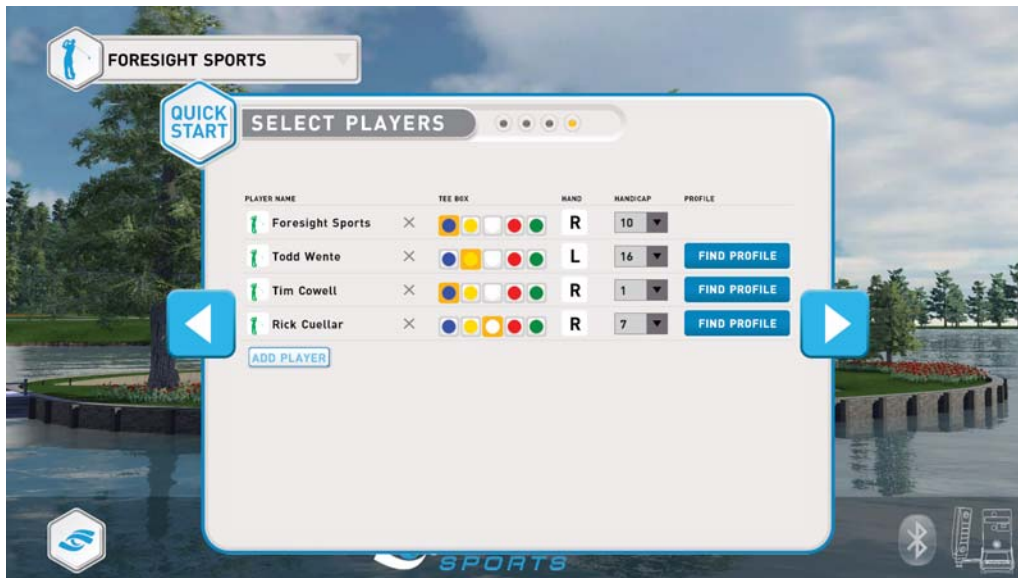 FORESIGHT SPORTS
QUICK START
SELECT PLAYERS
PLAYER NAME TEE BOX HAND HANDICAP PROFILE
Foresight Sports R 10
Todd Wente L 16 FIND PROFILE
Tim Cowell R 1 FIND PROFILE
Rick Cuellar R 7 FIND PROFILE
ADD PLAYER
SPORTS